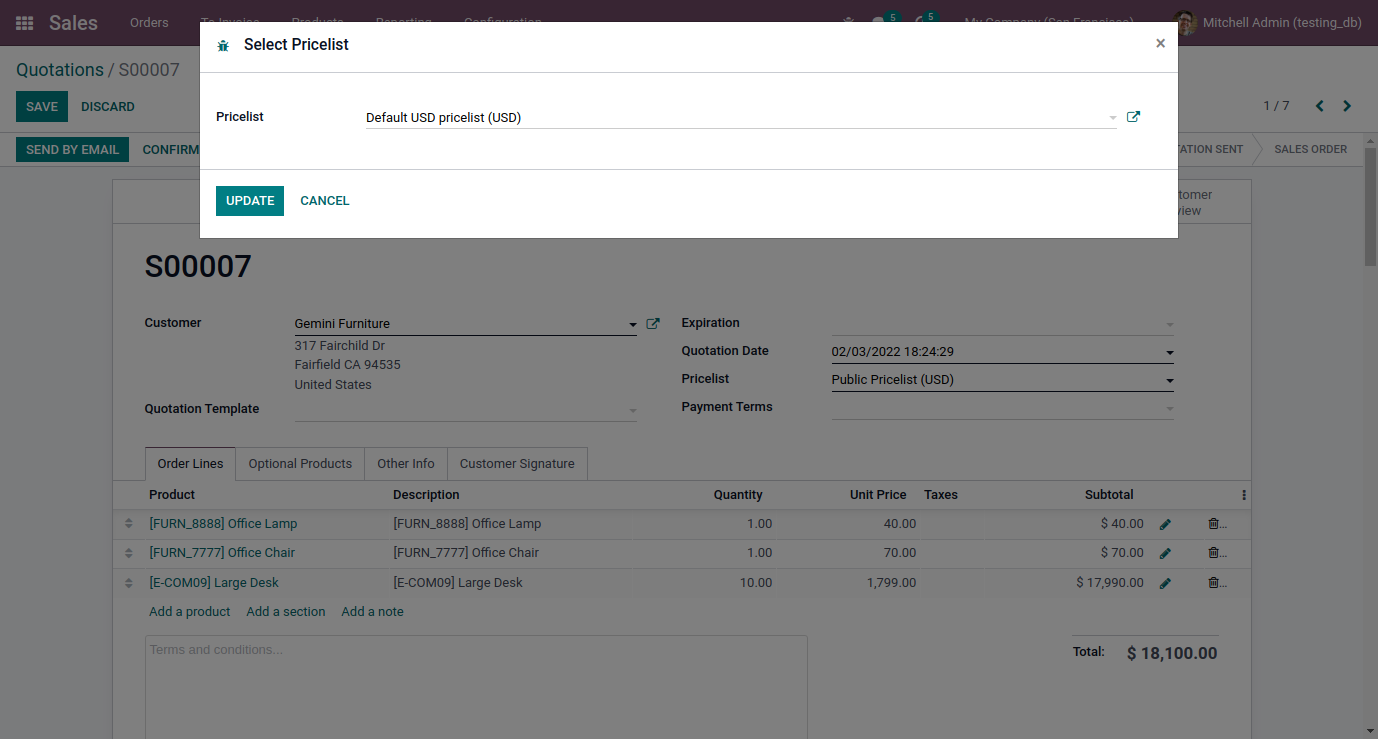 Sales Orders To Invoice Products Reporting Configuration 5 5 My Company (San Francisco) Mitchell Admin (testing_db)
Select Pricelist ×
Quotations / S00007
SAVE DISCARD 1 / 7
Pricelist Default USD pricelist (USD)
SEND BY EMAIL CONFIRM TATION SENT SALES ORDER
UPDATE CANCEL
tomer
view
S00007
Customer Gemini Furniture
317 Fairchild Dr
Fairfield CA 94535
United States
Quotation Template
Expiration
Quotation Date 02/03/2022 18:24:29
Pricelist Public Pricelist (USD)
Payment Terms
Order Lines Optional Products Other Info Customer Signature
Product Description Quantity Unit Price Taxes Subtotal
[FURN_8888] Office Lamp [FURN_8888] Office Lamp 1.00 40.00 $ 40.00 ...
[FURN_7777] Office Chair [FURN_7777] Office Chair 1.00 70.00 $ 70.00 ...
[E-COM09] Large Desk [E-COM09] Large Desk 10.00 1,799.00 $ 17,990.00 ...
Add a product Add a section Add a note
Terms and conditions...
Total: $ 18,100.00